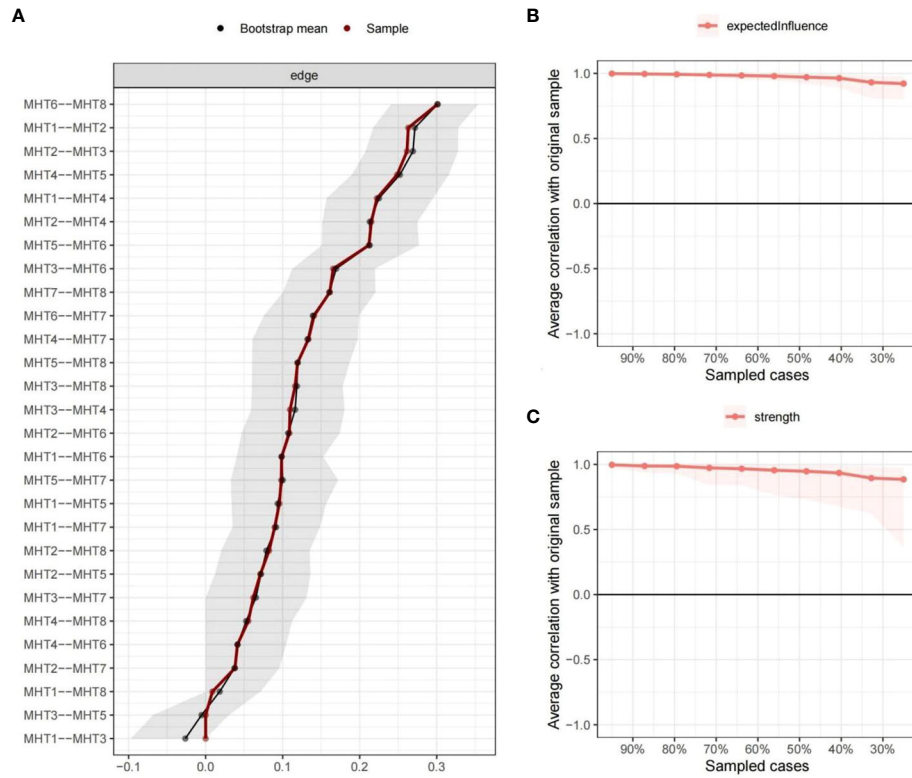 A
Bootstrap mean Sample
edge
MHT6--MHT8
MHT1--MHT2
MHT2--MHT3
MHT4--MHT5
MHT1--MHT4
MHT2--MHT4
MHT5--MHT6
MHT3--MHT6
MHT7--MHT8
MHT6--MHT7
MHT4--MHT7
MHT5--MHT8
MHT3--MHT8
MHT3--MHT4
MHT2--MHT6
MHT1--MHT6
MHT5--MHT7
MHT1--MHT5
MHT1--MHT7
MHT2--MHT8
MHT2--MHT5
MHT3--MHT7
MHT4--MHT8
MHT4--MHT6
MHT2--MHT7
MHT1--MHT8
MHT3--MHT5
MHT1--MHT3
−0.1 0.0 0.1 0.2 0.3
B
expectedInfluence
Average correlation with original sample
1.0
0.5
0.0
−0.5
−1.0
90% 80% 70% 60% 50% 40% 30%
Sampled cases
C
strength
Average correlation with original sample
1.0
0.5
0.0
−0.5
−1.0
90% 80% 70% 60% 50% 40% 30%
Sampled cases